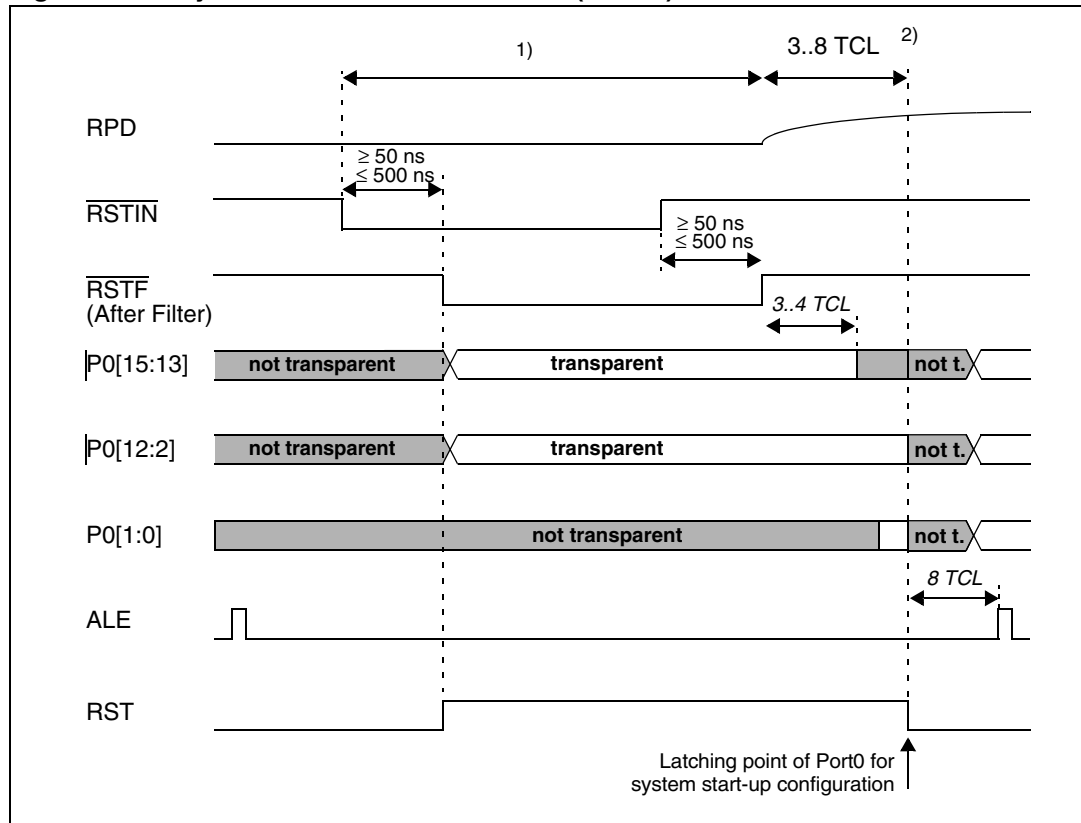 1)
3..8 TCL 2)
RPD
≥ 50 ns
≤ 500 ns
RSTIN
≥ 50 ns
≤ 500 ns
RSTF
(After Filter)
3..4 TCL
P0[15:13]
not transparent
transparent
not t.
P0[12:2]
not transparent
transparent
not t.
P0[1:0]
not transparent
not t.
8 TCL
ALE
RST
Latching point of Port0 for
system start-up configuration